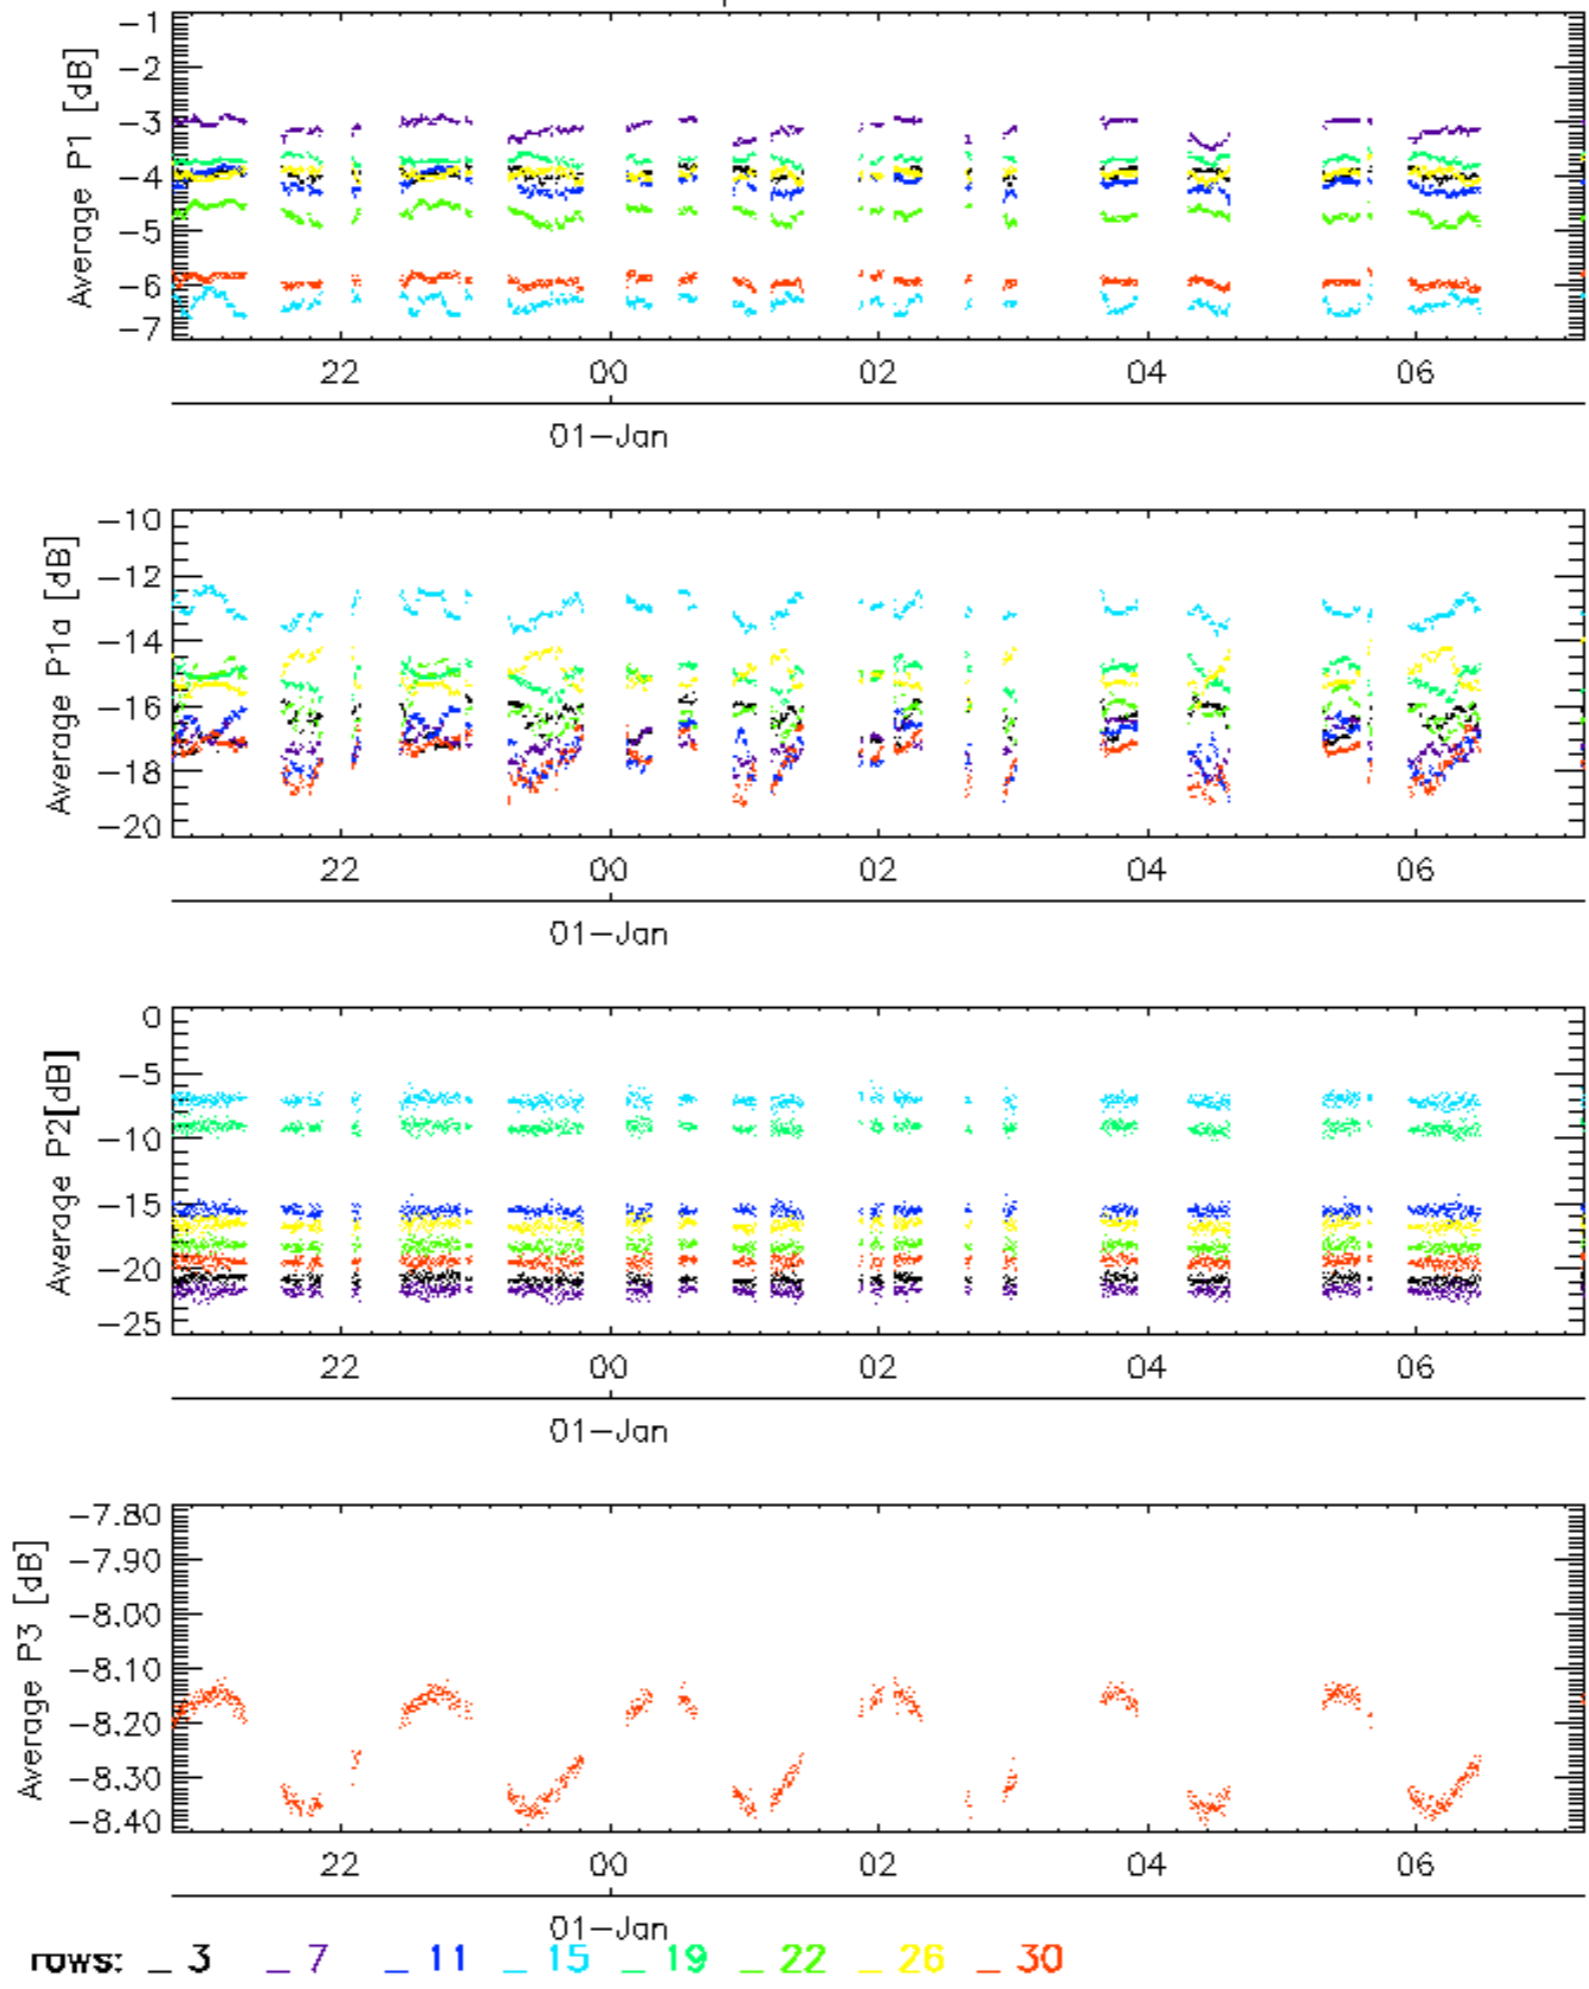 Average P1 [dB]
-1
-2
-3
-4
-5
-6
-7
22 00 02 04 06
01-Jan
Average P1a [dB]
-10
-12
-14
-16
-18
-20
22 00 02 04 06
01-Jan
Average P2[dB]
0
-5
-10
-15
-20
-25
22 00 02 04 06
01-Jan
Average P3 [dB]
-7.80
-7.90
-8.00
-8.10
-8.20
-8.30
-8.40
22 00 02 04 06
01-Jan
rows: _ 3 _ 7 _ 11 _ 15 _ 19 _ 22 _ 26 _ 30